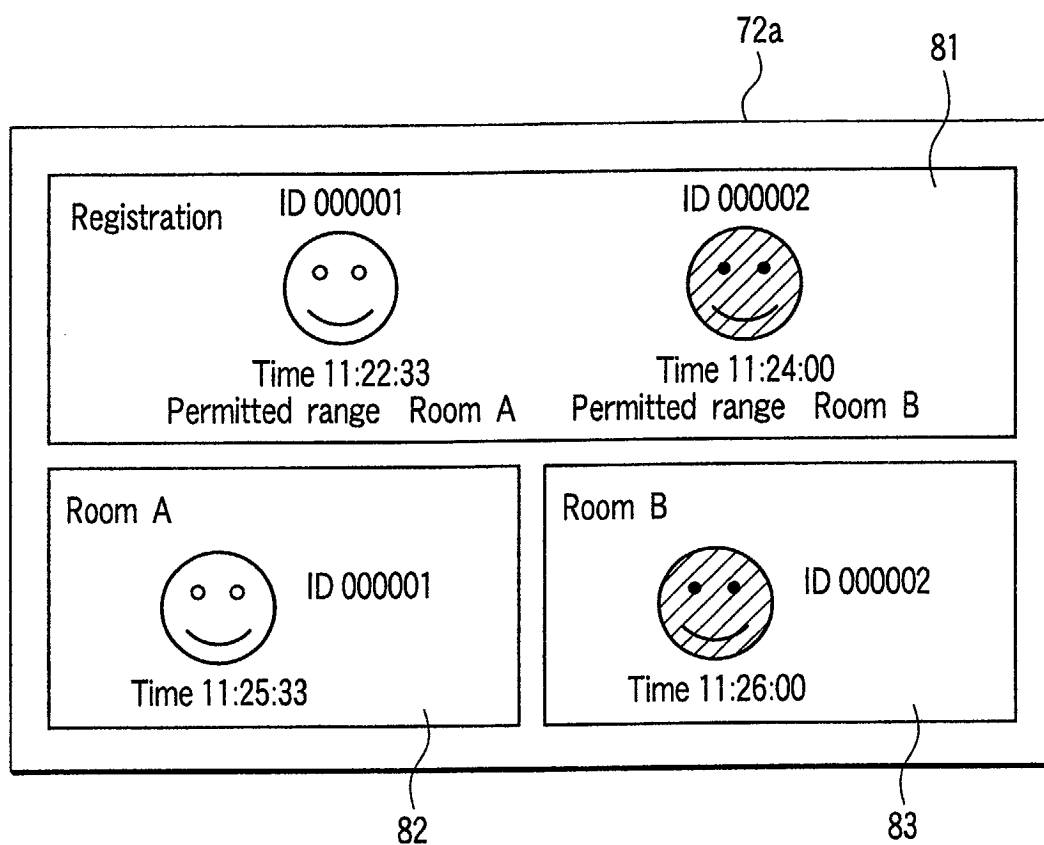 72a
81
Registration
ID 000001
ID 000002
Time 11:22:33
Time 11:24:00
Permitted range Room A
Permitted range Room B
Room A
ID 000001
Time 11:25:33
Room B
ID 000002
Time 11:26:00
82
83